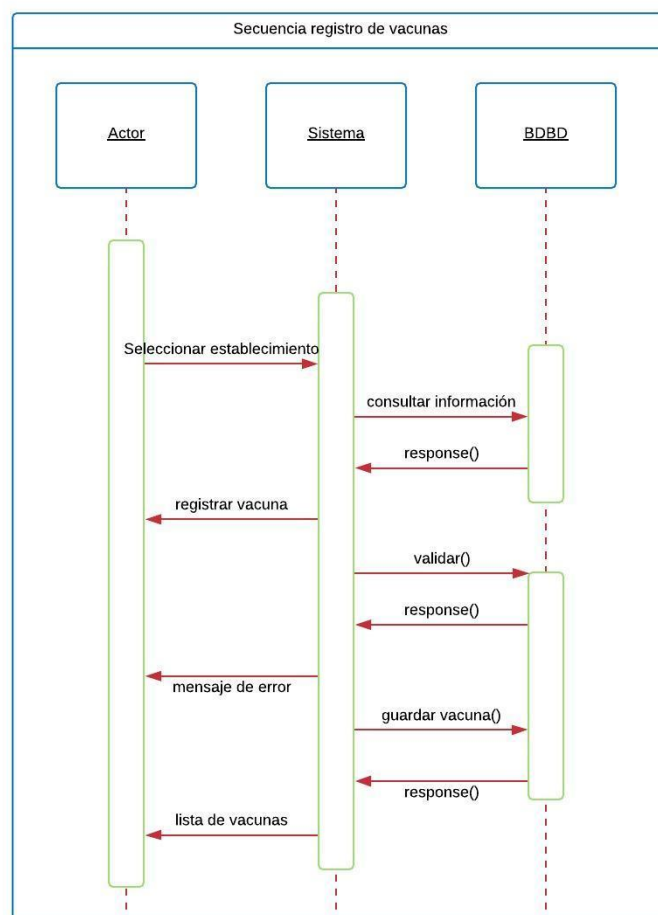 Secuencia registro de vacunas
Actor
Sistema
BDBD
Seleccionar establecimiento
consultar información
response()
registrar vacuna
validar()
response()
mensaje de error
guardar vacuna()
response()
lista de vacunas